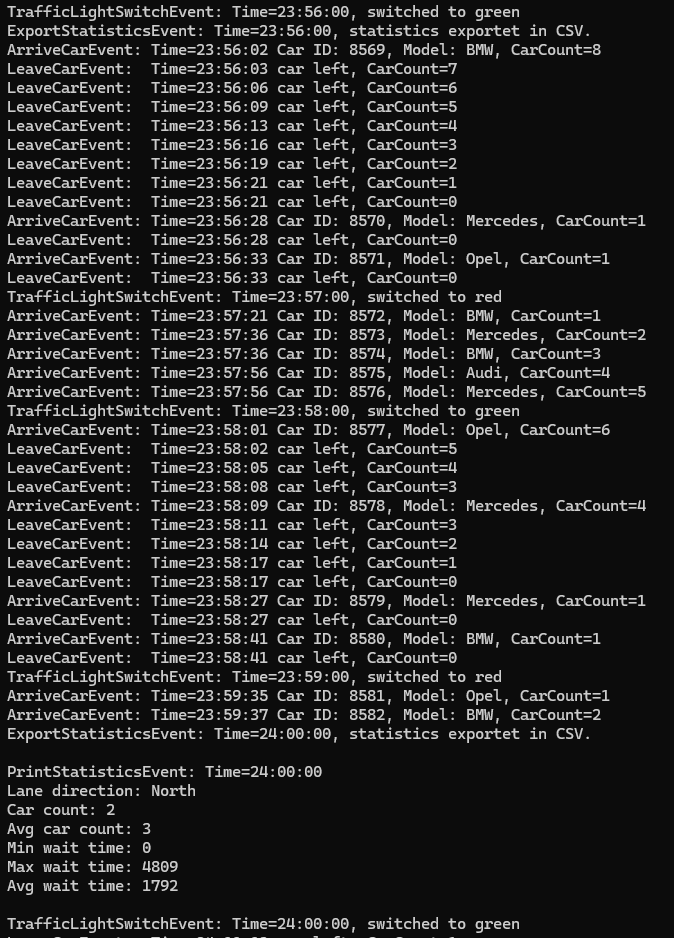 TrafficLightSwitchEvent: Time=23:56:00, switched to green
ExportStatisticsEvent: Time=23:56:00, statistics exportet in CSV.
ArriveCarEvent: Time=23:56:02 Car ID: 8569, Model: BMW, CarCount=8
LeaveCarEvent:  Time=23:56:03 car left, CarCount=7
LeaveCarEvent:  Time=23:56:06 car left, CarCount=6
LeaveCarEvent:  Time=23:56:09 car left, CarCount=5
LeaveCarEvent:  Time=23:56:13 car left, CarCount=4
LeaveCarEvent:  Time=23:56:16 car left, CarCount=3
LeaveCarEvent:  Time=23:56:19 car left, CarCount=2
LeaveCarEvent:  Time=23:56:21 car left, CarCount=1
LeaveCarEvent:  Time=23:56:21 car left, CarCount=0
ArriveCarEvent: Time=23:56:28 Car ID: 8570, Model: Mercedes, CarCount=1
LeaveCarEvent:  Time=23:56:28 car left, CarCount=0
ArriveCarEvent: Time=23:56:33 Car ID: 8571, Model: Opel, CarCount=1
LeaveCarEvent:  Time=23:56:33 car left, CarCount=0
TrafficLightSwitchEvent: Time=23:57:00, switched to red
ArriveCarEvent: Time=23:57:21 Car ID: 8572, Model: BMW, CarCount=1
ArriveCarEvent: Time=23:57:36 Car ID: 8573, Model: Mercedes, CarCount=2
ArriveCarEvent: Time=23:57:36 Car ID: 8574, Model: BMW, CarCount=3
ArriveCarEvent: Time=23:57:56 Car ID: 8575, Model: Audi, CarCount=4
ArriveCarEvent: Time=23:57:56 Car ID: 8576, Model: Mercedes, CarCount=5
TrafficLightSwitchEvent: Time=23:58:00, switched to green
ArriveCarEvent: Time=23:58:01 Car ID: 8577, Model: Opel, CarCount=6
LeaveCarEvent:  Time=23:58:02 car left, CarCount=5
LeaveCarEvent:  Time=23:58:05 car left, CarCount=4
LeaveCarEvent:  Time=23:58:08 car left, CarCount=3
ArriveCarEvent: Time=23:58:09 Car ID: 8578, Model: Mercedes, CarCount=4
LeaveCarEvent:  Time=23:58:11 car left, CarCount=3
LeaveCarEvent:  Time=23:58:14 car left, CarCount=2
LeaveCarEvent:  Time=23:58:17 car left, CarCount=1
LeaveCarEvent:  Time=23:58:17 car left, CarCount=0
ArriveCarEvent: Time=23:58:27 Car ID: 8579, Model: Mercedes, CarCount=1
LeaveCarEvent:  Time=23:58:27 car left, CarCount=0
ArriveCarEvent: Time=23:58:41 Car ID: 8580, Model: BMW, CarCount=1
LeaveCarEvent:  Time=23:58:41 car left, CarCount=0
TrafficLightSwitchEvent: Time=23:59:00, switched to red
ArriveCarEvent: Time=23:59:35 Car ID: 8581, Model: Opel, CarCount=1
ArriveCarEvent: Time=23:59:37 Car ID: 8582, Model: BMW, CarCount=2
ExportStatisticsEvent: Time=24:00:00, statistics exportet in CSV.
PrintStatisticsEvent: Time=24:00:00
Lane direction: North
Car count: 2
Avg car count: 3
Min wait time: 0
Max wait time: 4809
Avg wait time: 1792
TrafficLightSwitchEvent: Time=24:00:00, switched to green